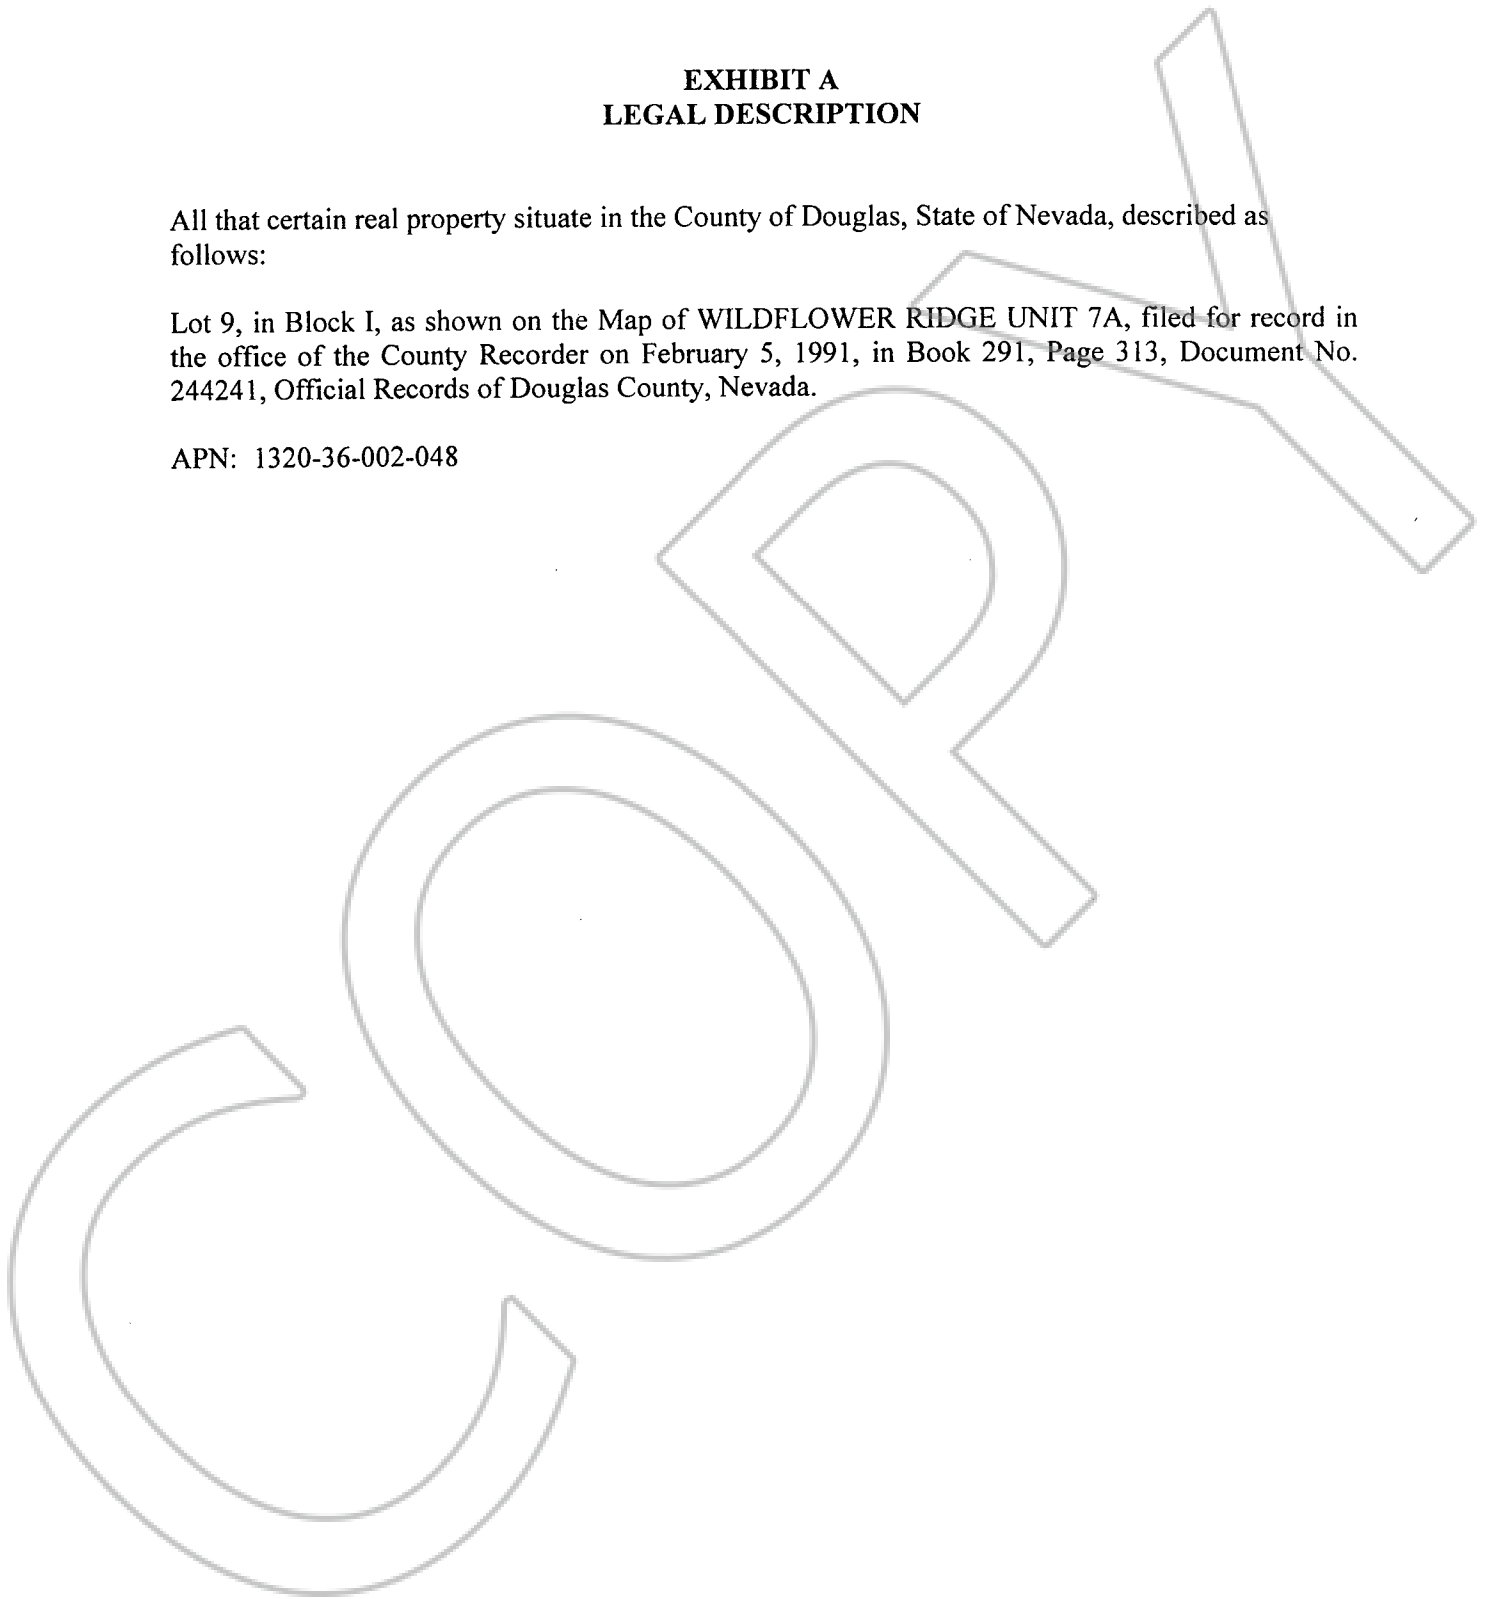 EXHIBIT A
LEGAL DESCRIPTION
All that certain real property situate in the County of Douglas, State of Nevada, described as
follows:
Lot 9, in Block I, as shown on the Map of WILDFLOWER RIDGE UNIT 7A, filed for record in
the office of the County Recorder on February 5, 1991, in Book 291, Page 313, Document No.
244241, Official Records of Douglas County, Nevada.
APN: 1320-36-002-048
COPY